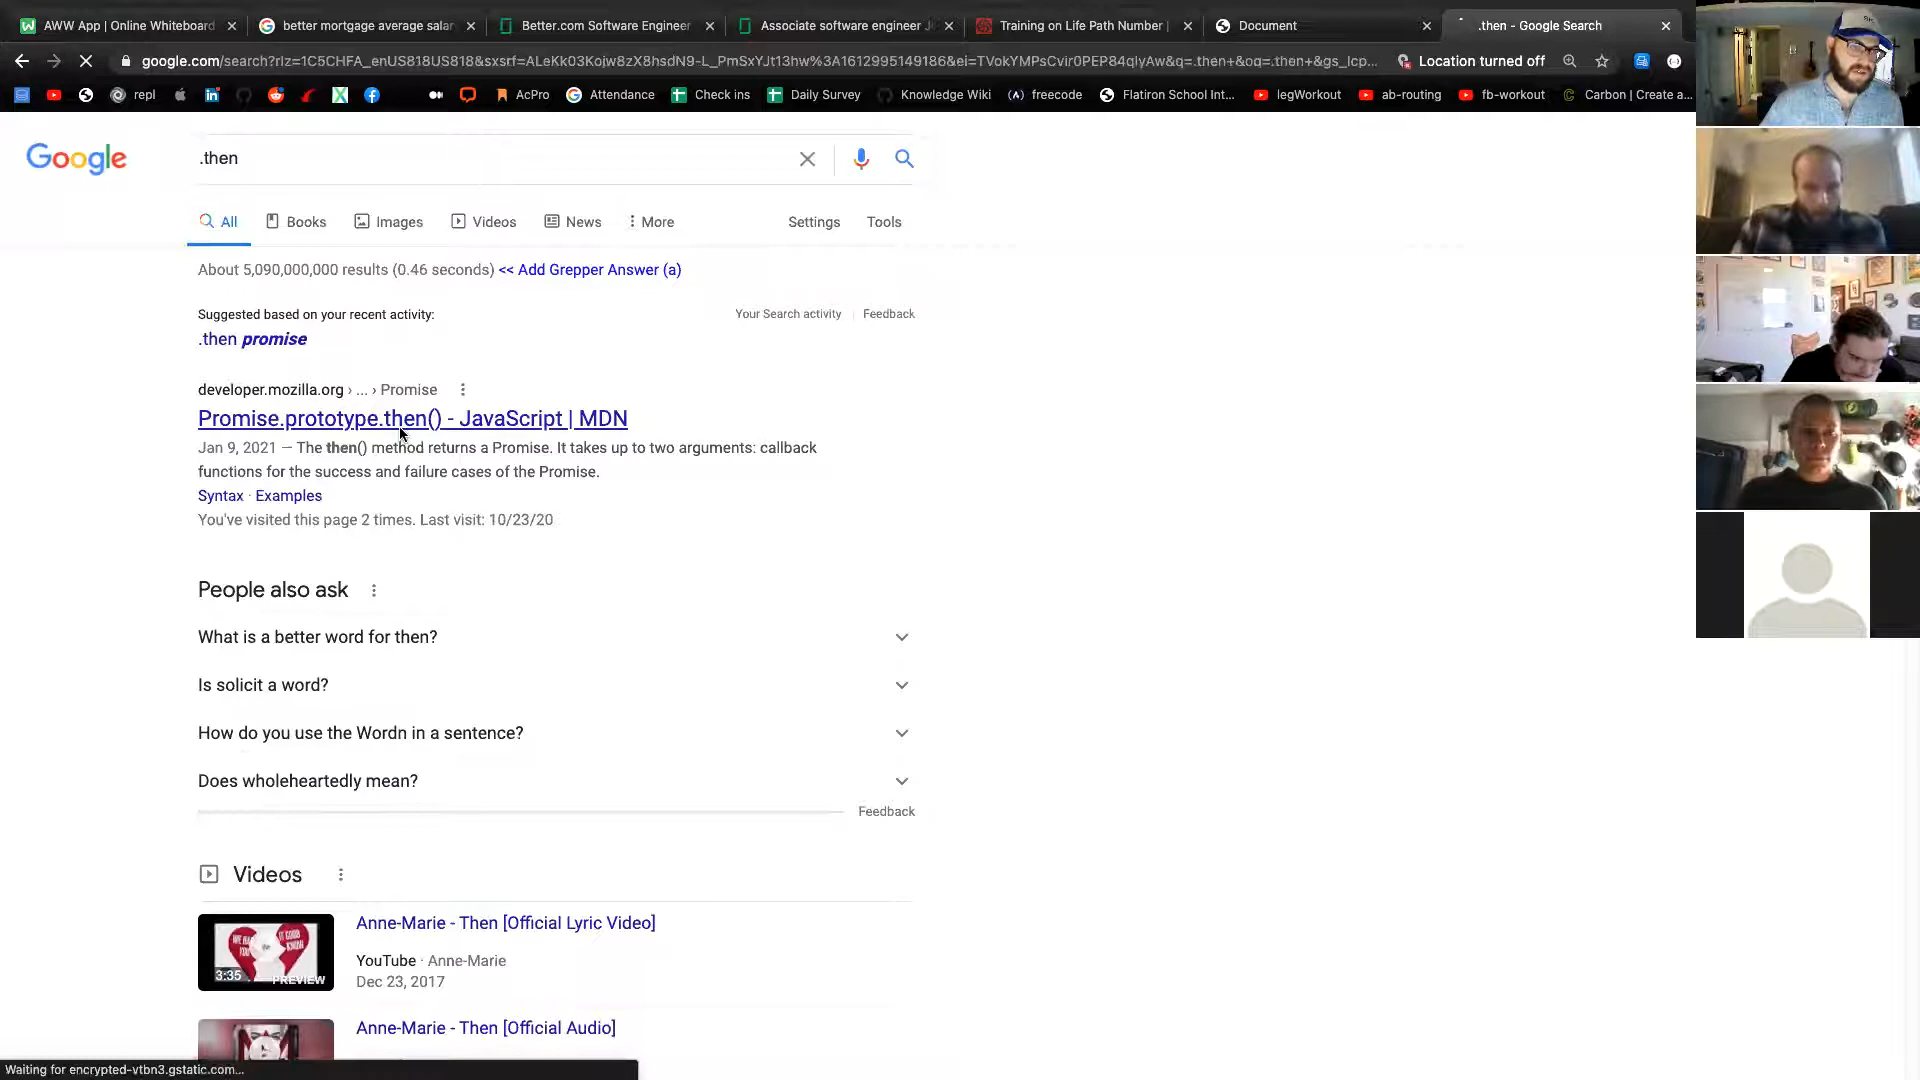 AWW App | Online Whiteboard
better mortgage average salar
Better.com Software Engineer
Associate software engineer J
Training on Life Path Number |
Document
.then - Google Search
google.com/search?rlz=1C5CHFA_enUS818US818&sxsrf=ALeKk03Kojw8zX8hsdN9-L_PmSxYJt13hw%3A1612995149186&ei=TVokYMPsCvir0PEP84qlyAw&q=.then+&oq=.then+&gs_lcp...
Location turned off
repl
AcPro
Attendance
Check ins
Daily Survey
Knowledge Wiki
freecode
Flatiron School Int...
legWorkout
ab-routing
fb-workout
Carbon | Create a...
Google
.then
All
Books
Images
Videos
News
More
Settings
Tools
About 5,090,000,000 results (0.46 seconds) << Add Grepper Answer (a)
Suggested based on your recent activity:
Your Search activity
Feedback
.then promise
developer.mozilla.org › ... › Promise
Promise.prototype.then() - JavaScript | MDN
Jan 9, 2021 — The then() method returns a Promise. It takes up to two arguments: callback
functions for the success and failure cases of the Promise.
Syntax · Examples
You've visited this page 2 times. Last visit: 10/23/20
People also ask
What is a better word for then?
Is solicit a word?
How do you use the Wordn in a sentence?
Does wholeheartedly mean?
Feedback
Videos
Anne-Marie - Then [Official Lyric Video]
YouTube · Anne-Marie
Dec 23, 2017
3:35
PREVIEW
Anne-Marie - Then [Official Audio]
Waiting for encrypted-vtbn3.gstatic.com...